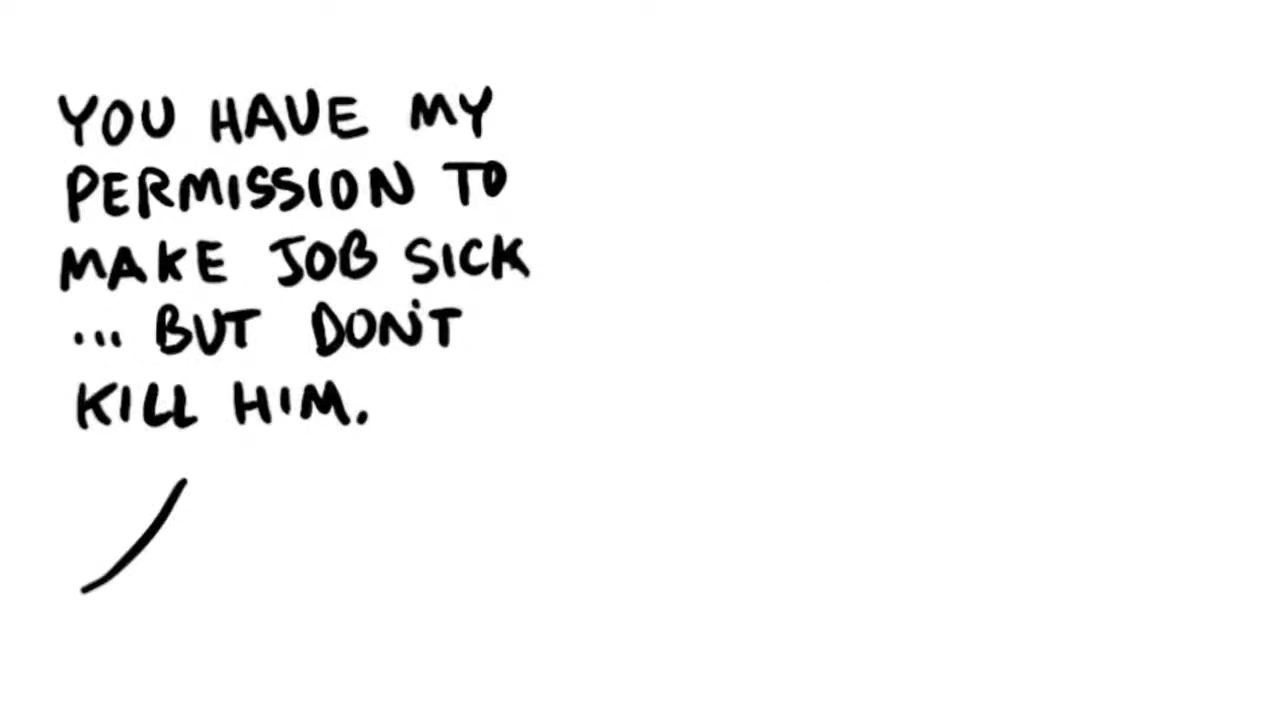 YOU HAVE MY
PERMISSION TO
MAKE JOB SICK
... BUT DON'T
KILL HIM.